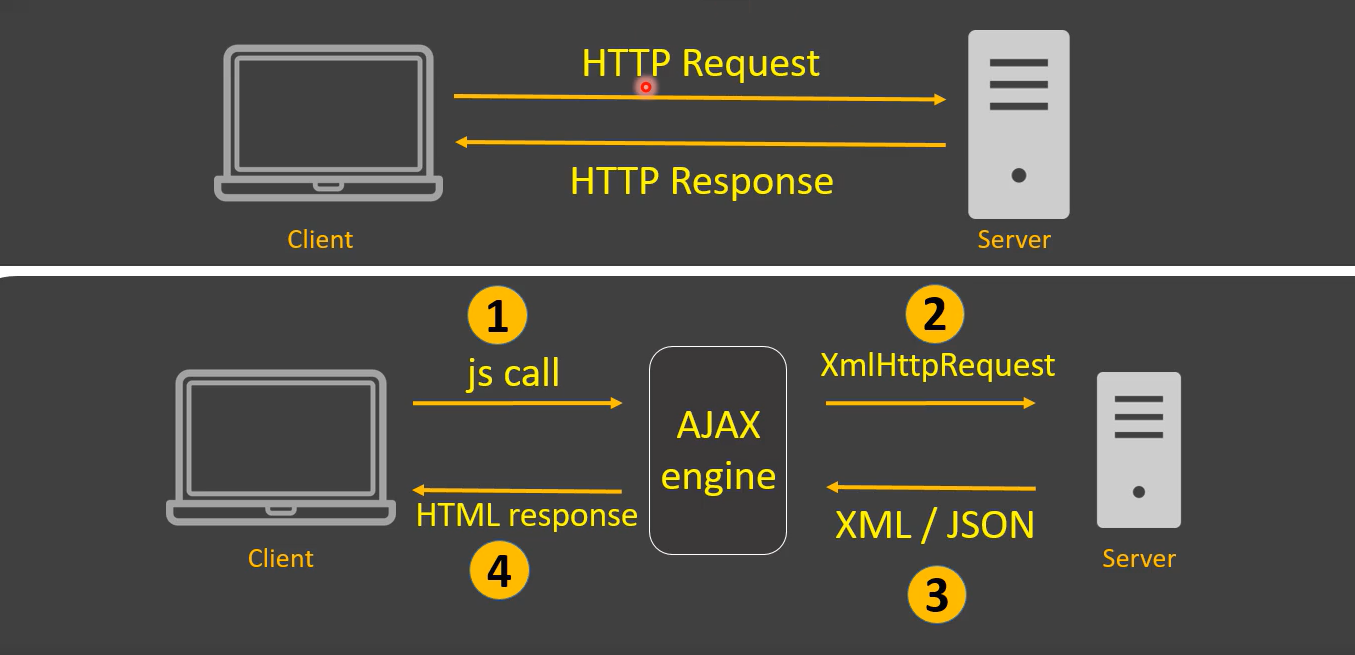 HTTP Request
HTTP Response
Client
Server
1
js call
2
XmlHttpRequest
AJAX
engine
XML / JSON
3
HTML response
4
Client
Server